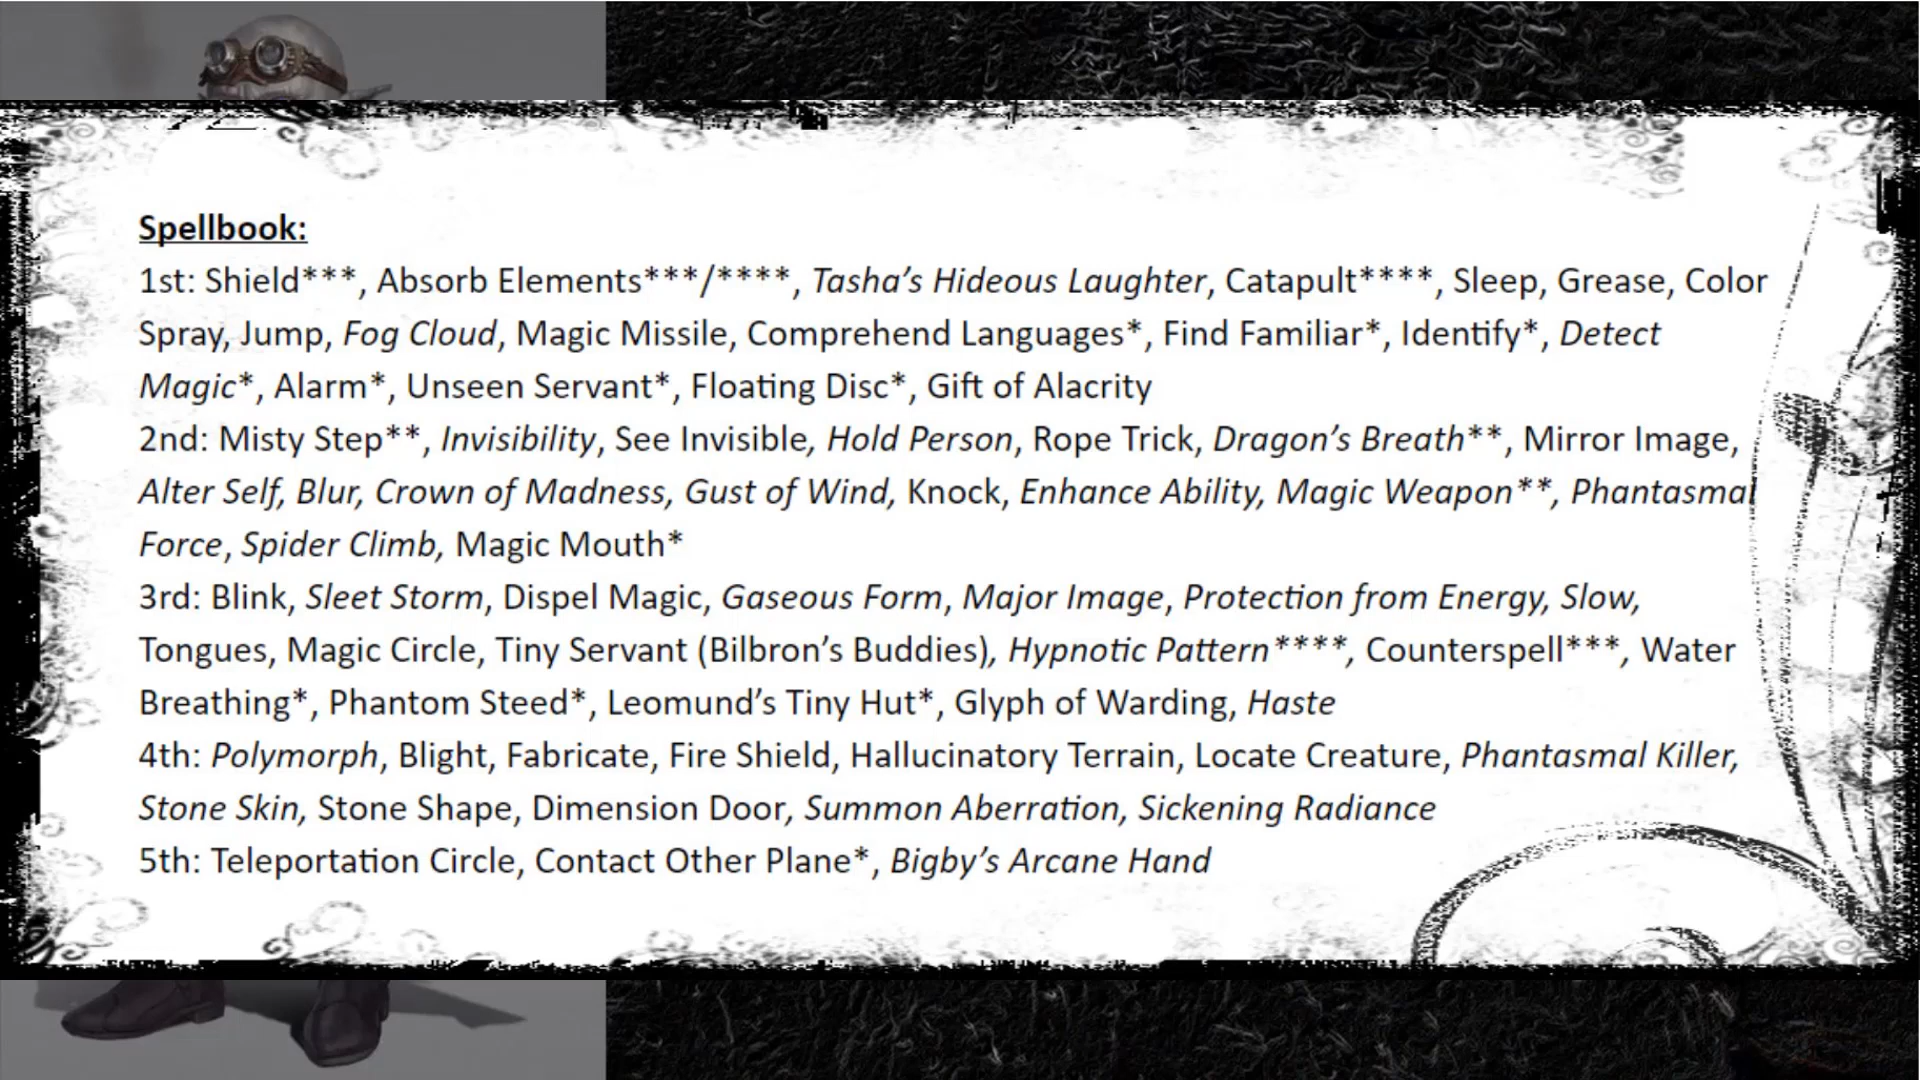 Spellbook:
1st: Shield***, Absorb Elements***/****, Tasha’s Hideous Laughter, Catapult****, Sleep, Grease, Color
Spray, Jump, Fog Cloud, Magic Missile, Comprehend Languages*, Find Familiar*, Identify*, Detect
Magic*, Alarm*, Unseen Servant*, Floating Disc*, Gift of Alacrity
2nd: Misty Step**, Invisibility, See Invisible, Hold Person, Rope Trick, Dragon’s Breath**, Mirror Image,
Alter Self, Blur, Crown of Madness, Gust of Wind, Knock, Enhance Ability, Magic Weapon**, Phantasmal
Force, Spider Climb, Magic Mouth*
3rd: Blink, Sleet Storm, Dispel Magic, Gaseous Form, Major Image, Protection from Energy, Slow,
Tongues, Magic Circle, Tiny Servant (Bilbron’s Buddies), Hypnotic Pattern****, Counterspell***, Water
Breathing*, Phantom Steed*, Leomund’s Tiny Hut*, Glyph of Warding, Haste
4th: Polymorph, Blight, Fabricate, Fire Shield, Hallucinatory Terrain, Locate Creature, Phantasmal Killer,
Stone Skin, Stone Shape, Dimension Door, Summon Aberration, Sickening Radiance
5th: Teleportation Circle, Contact Other Plane*, Bigby’s Arcane Hand